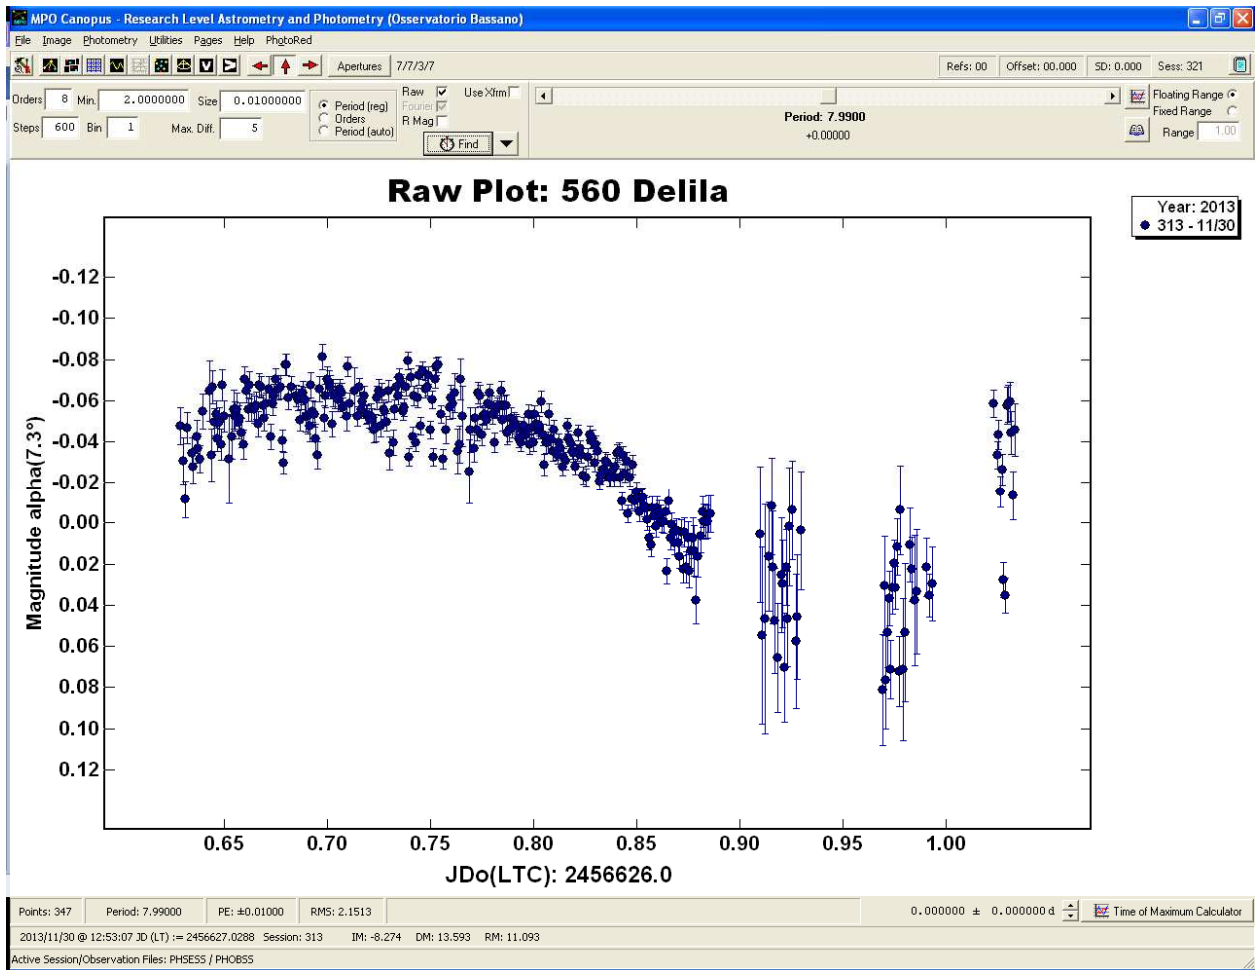 MPO Canopus - Research Level Astrometry and Photometry (Osservatorio Bassano)
File Image Photometry Utilities Pages Help PhotoRed
Apertures 7/7/3/7 Refs: 00 Offset: 00.000 SD: 0.000 Sess: 321
Orders 8 Min. 2.0000000 Size 0.01000000
Steps 600 Bin 1 Max. Diff. 5
Period (reg)
Orders
Period (auto)
Raw Use Xfrm
Fourier
R Mag
Find
Period: 7.9900
+0.00000
Floating Range
Fixed Range
Range 1.00
Raw Plot: 560 Delila
Year: 2013
313 - 11/30
Magnitude alpha(7.3°)
-0.12
-0.10
-0.08
-0.06
-0.04
-0.02
0.00
0.02
0.04
0.06
0.08
0.10
0.12
0.65 0.70 0.75 0.80 0.85 0.90 0.95 1.00
JDo(LTC): 2456626.0
Points: 347 Period: 7.99000 PE: ±0.01000 RMS: 2.1513 0.000000 ± 0.000000 d Time of Maximum Calculator
2013/11/30 @ 12:53:07 JD (LT) := 2456627.0288 Session: 313 IM: -8.274 DM: 13.593 RM: 11.093
Active Session/Observation Files: PHSESS / PHOBSS